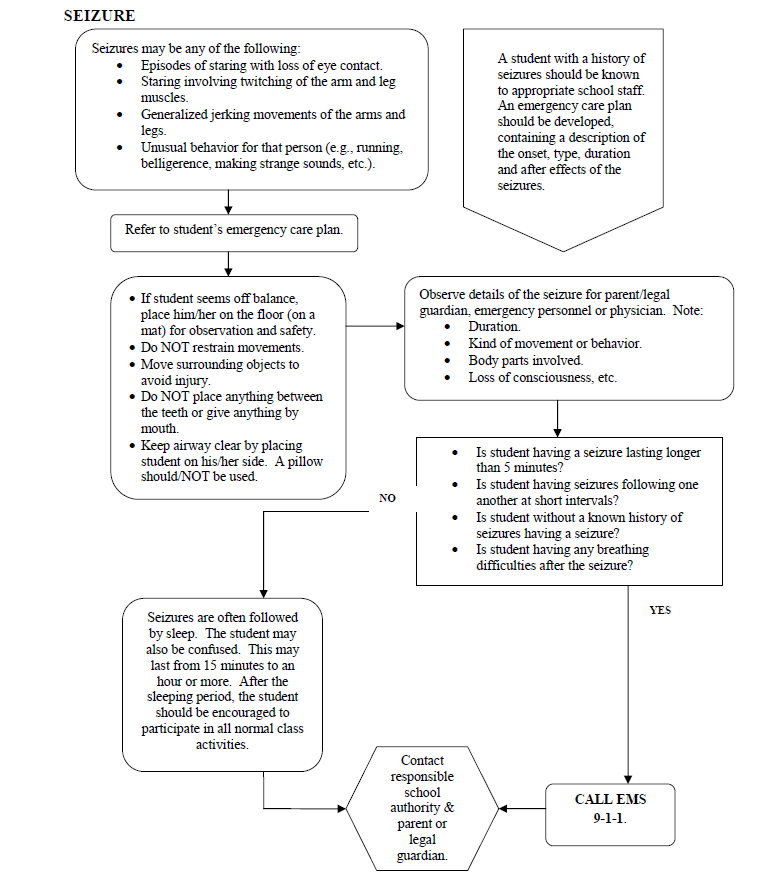 SEIZURE
Seizures may be any of the following:
• Episodes of staring with loss of eye contact.
• Staring involving twitching of the arm and leg
muscles.
• Generalized jerking movements of the arms and
legs.
• Unusual behavior for that person (e.g., running,
belligerence, making strange sounds, etc.).
A student with a history of
seizures should be known
to appropriate school staff.
An emergency care plan
should be developed,
containing a description of
the onset, type, duration
and after effects of the
seizures.
Refer to student’s emergency care plan.
• If student seems off balance,
place him/her on the floor (on a
mat) for observation and safety.
• Do NOT restrain movements.
• Move surrounding objects to
avoid injury.
• Do NOT place anything between
the teeth or give anything by
mouth.
• Keep airway clear by placing
student on his/her side. A pillow
should/NOT be used.
Observe details of the seizure for parent/legal
guardian, emergency personnel or physician. Note:
• Duration.
• Kind of movement or behavior.
• Body parts involved.
• Loss of consciousness, etc.
• Is student having a seizure lasting longer
than 5 minutes?
• Is student having seizures following one
another at short intervals?
• Is student without a known history of
seizures having a seizure?
• Is student having any breathing
difficulties after the seizure?
NO
YES
Seizures are often followed
by sleep. The student may
also be confused. This may
last from 15 minutes to an
hour or more. After the
sleeping period, the student
should be encouraged to
participate in all normal class
activities.
Contact
responsible
school
authority &
parent or
legal
guardian.
CALL EMS
9-1-1.